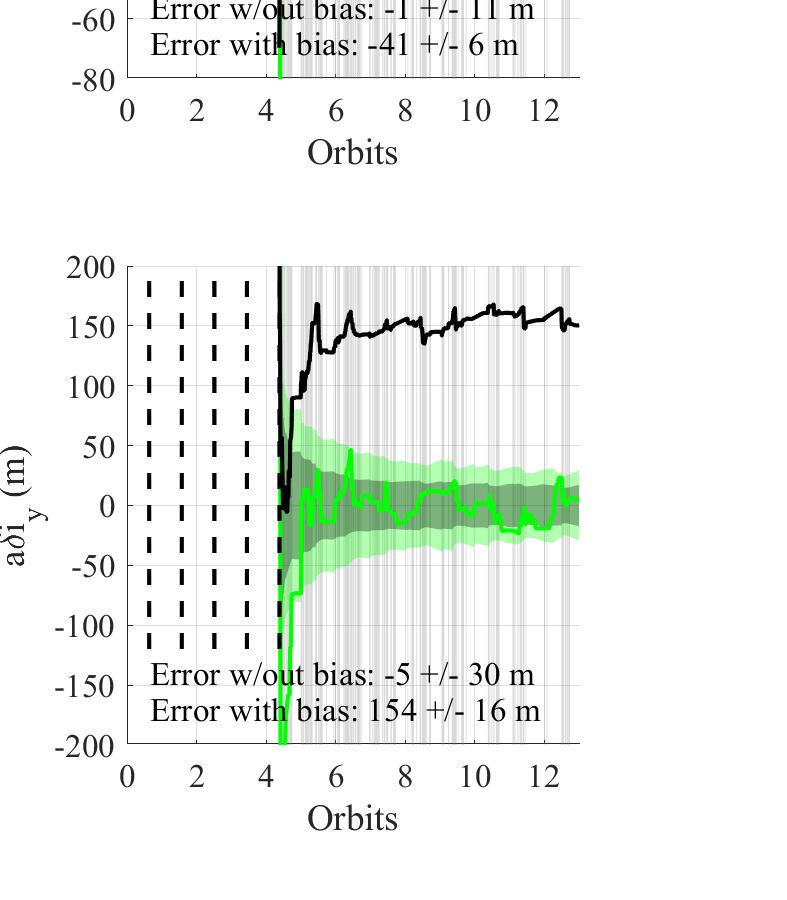 Error w/out bias: -1 +/- 11 m
-60
Error with bias: -41 +/- 6 m
-80
0 2 4 6 8 10 12
Orbits
200
150
100
50
0
-50
-100
-150
-200
aδi_y (m)
Error w/out bias: -5 +/- 30 m
Error with bias: 154 +/- 16 m
0 2 4 6 8 10 12
Orbits